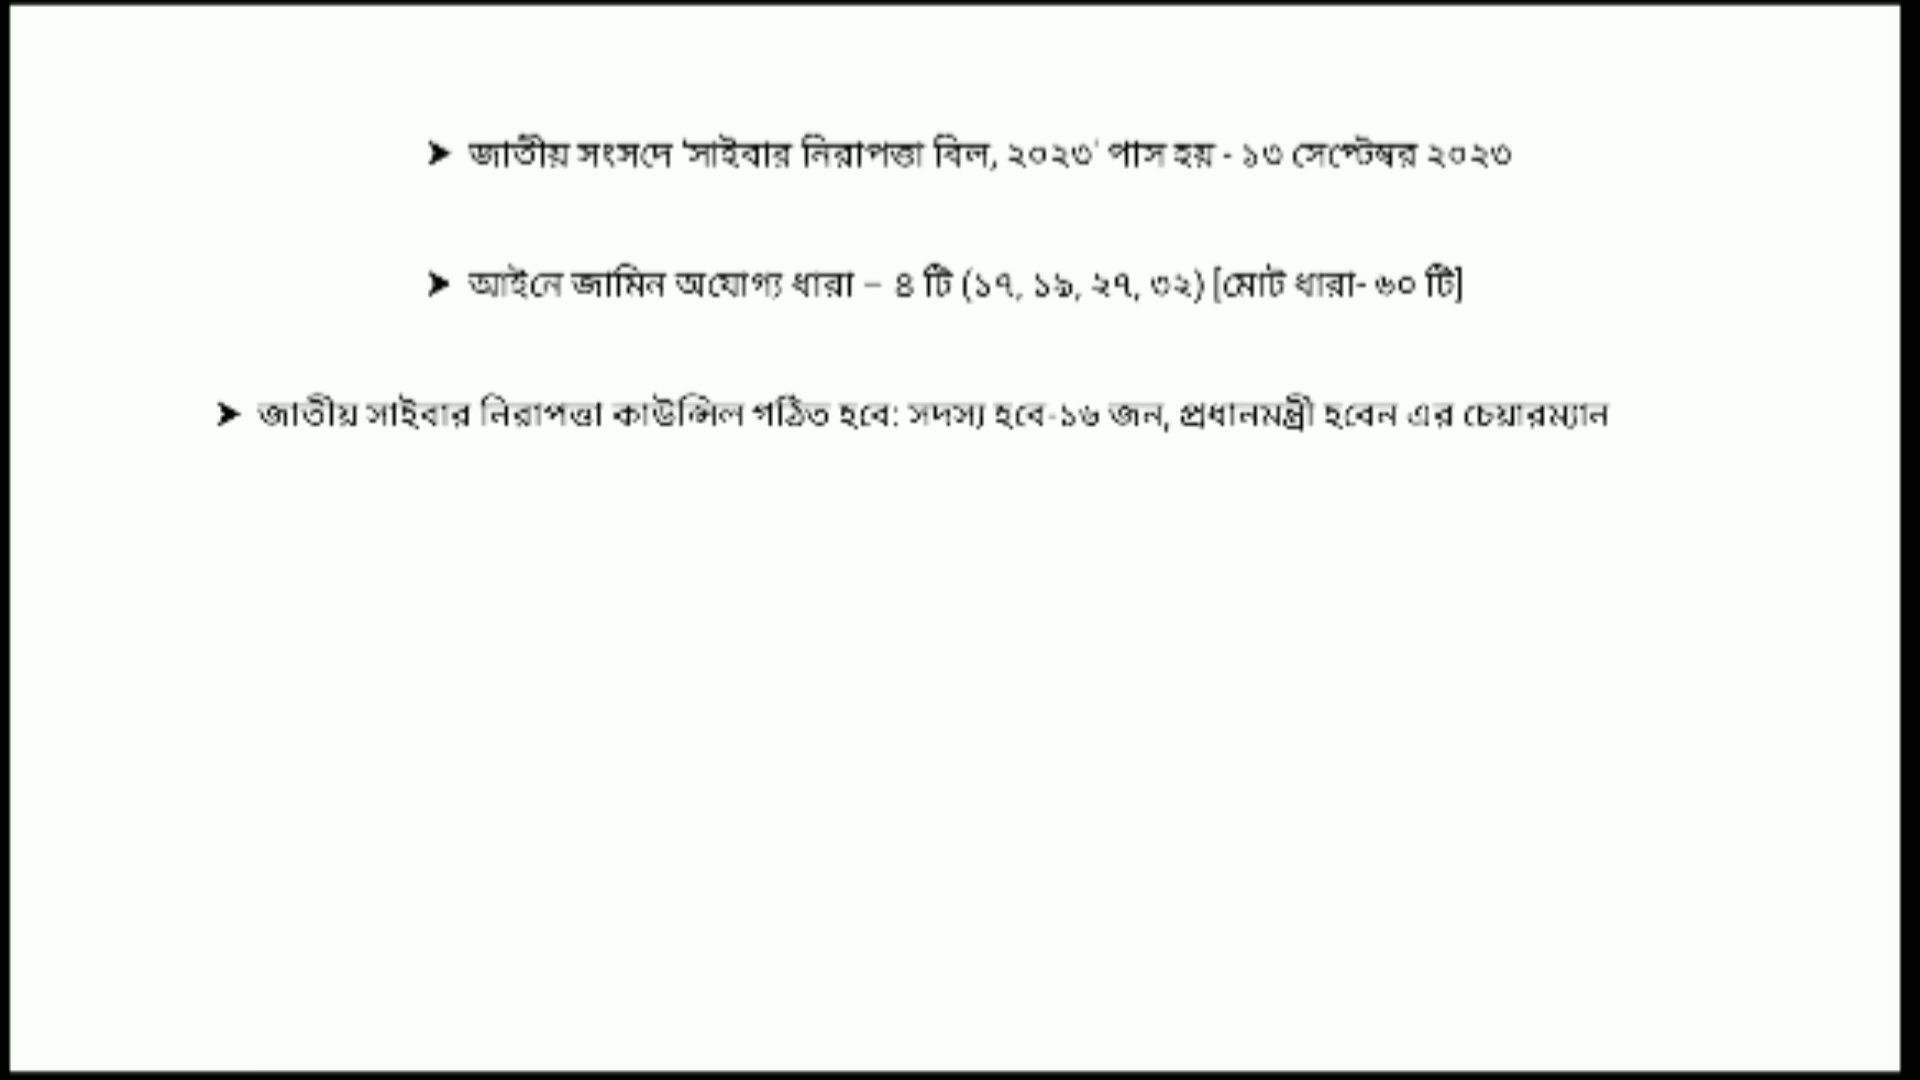 ➤ জাতীয় সংসদে 'সাইবার নিরাপত্তা বিল, ২০২৩' পাস হয় - ১৩ সেপ্টেম্বর ২০২৩
➤ আইনে জামিন অযোগ্য ধারা – ৪ টি (১৭, ১৯, ২৭, ৩২) [মোট ধারা- ৬০ টি]
➤ জাতীয় সাইবার নিরাপত্তা কাউন্সিল গঠিত হবে: সদস্য হবে-১৬ জন, প্রধানমন্ত্রী হবেন এর চেয়ারম্যান